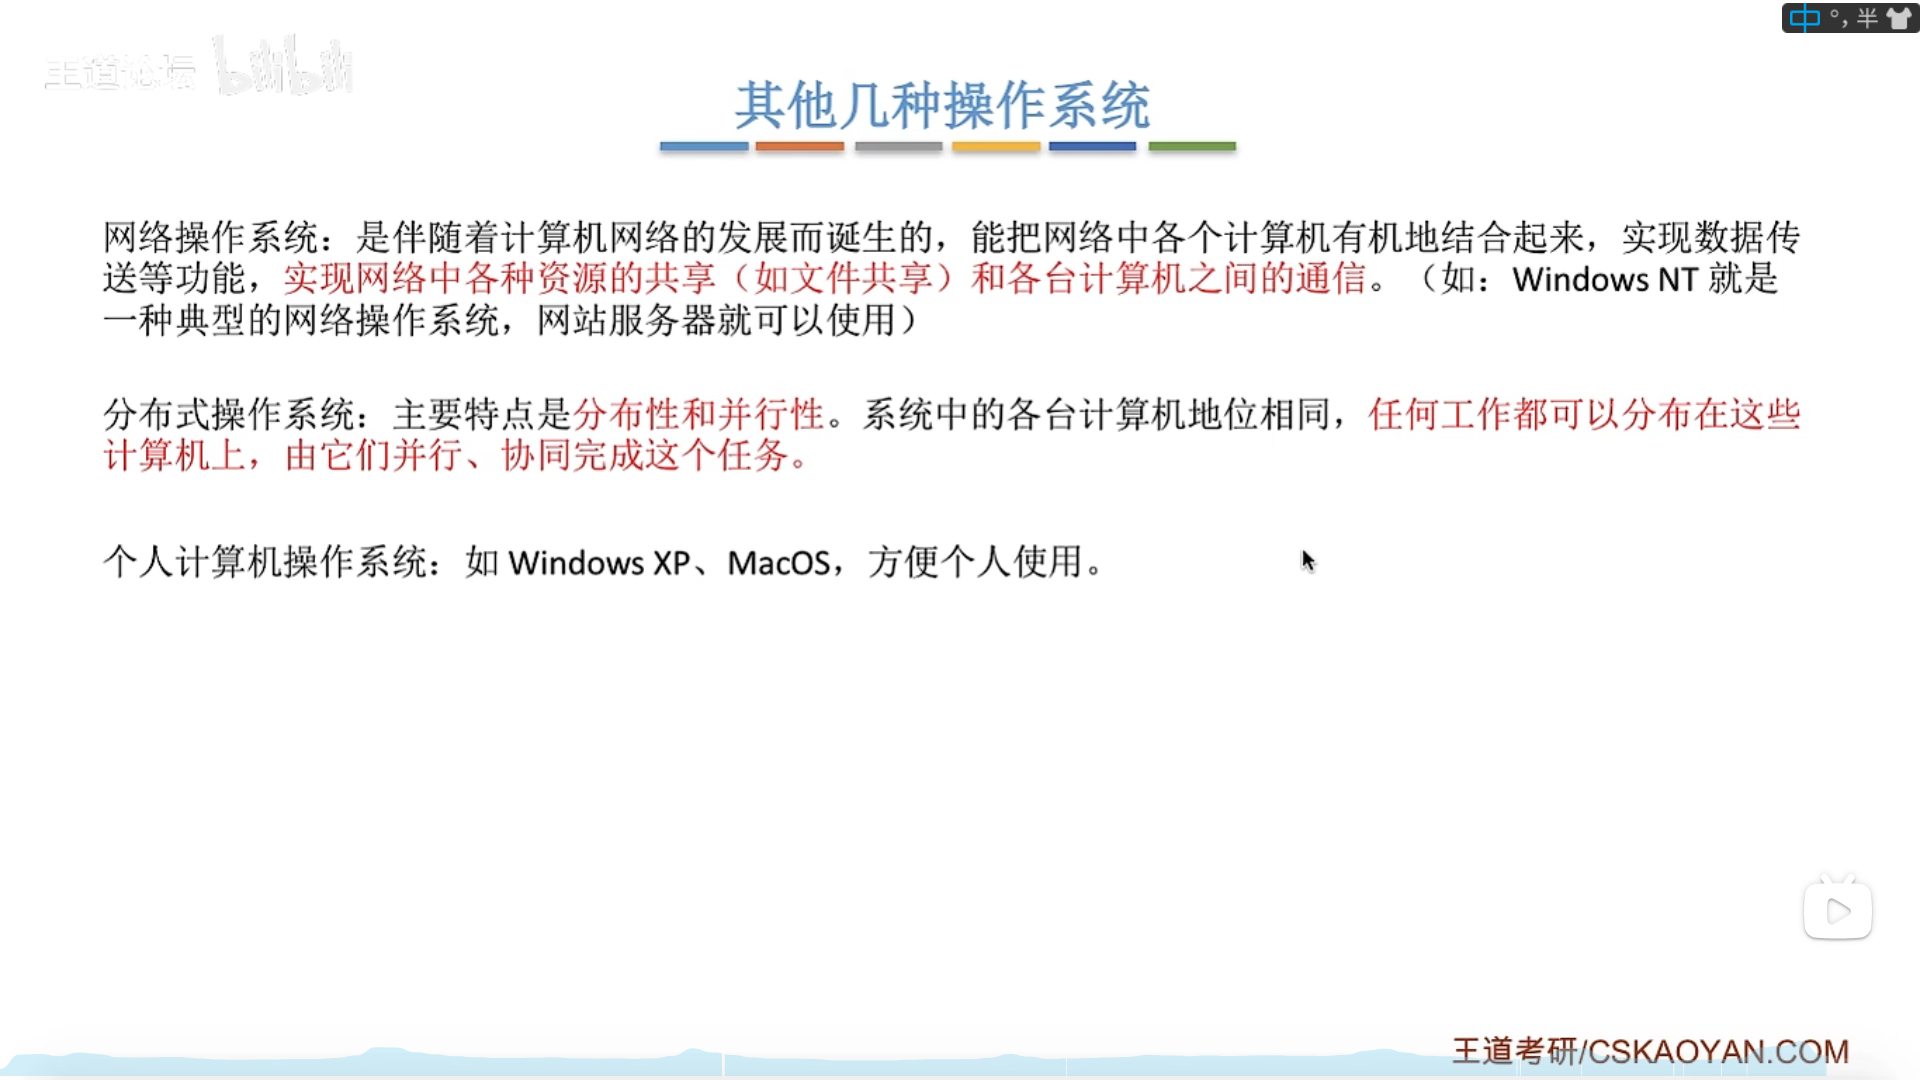 中 °, 半
王道论坛 bilibili
其他几种操作系统
网络操作系统：是伴随着计算机网络的发展而诞生的，能把网络中各个计算机有机地结合起来，实现数据传
送等功能，实现网络中各种资源的共享（如文件共享）和各台计算机之间的通信。（如：Windows NT 就是
一种典型的网络操作系统，网站服务器就可以使用）
分布式操作系统：主要特点是分布性和并行性。系统中的各台计算机地位相同，任何工作都可以分布在这些
计算机上，由它们并行、协同完成这个任务。
个人计算机操作系统：如 Windows XP、MacOS，方便个人使用。
王道考研/CSKAOYAN.COM